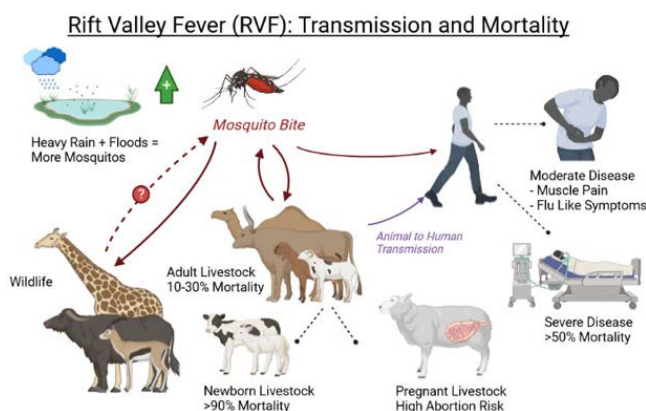 Rift Valley Fever (RVF): Transmission and Mortality
Heavy Rain + Floods =
More Mosquitos
+
Mosquito Bite
?
Wildlife
Adult Livestock
10-30% Mortality
Animal to Human
Transmission
Moderate Disease
- Muscle Pain
- Flu Like Symptoms
Newborn Livestock
>90% Mortality
Pregnant Livestock
High Abortion Risk
Severe Disease
>50% Mortality